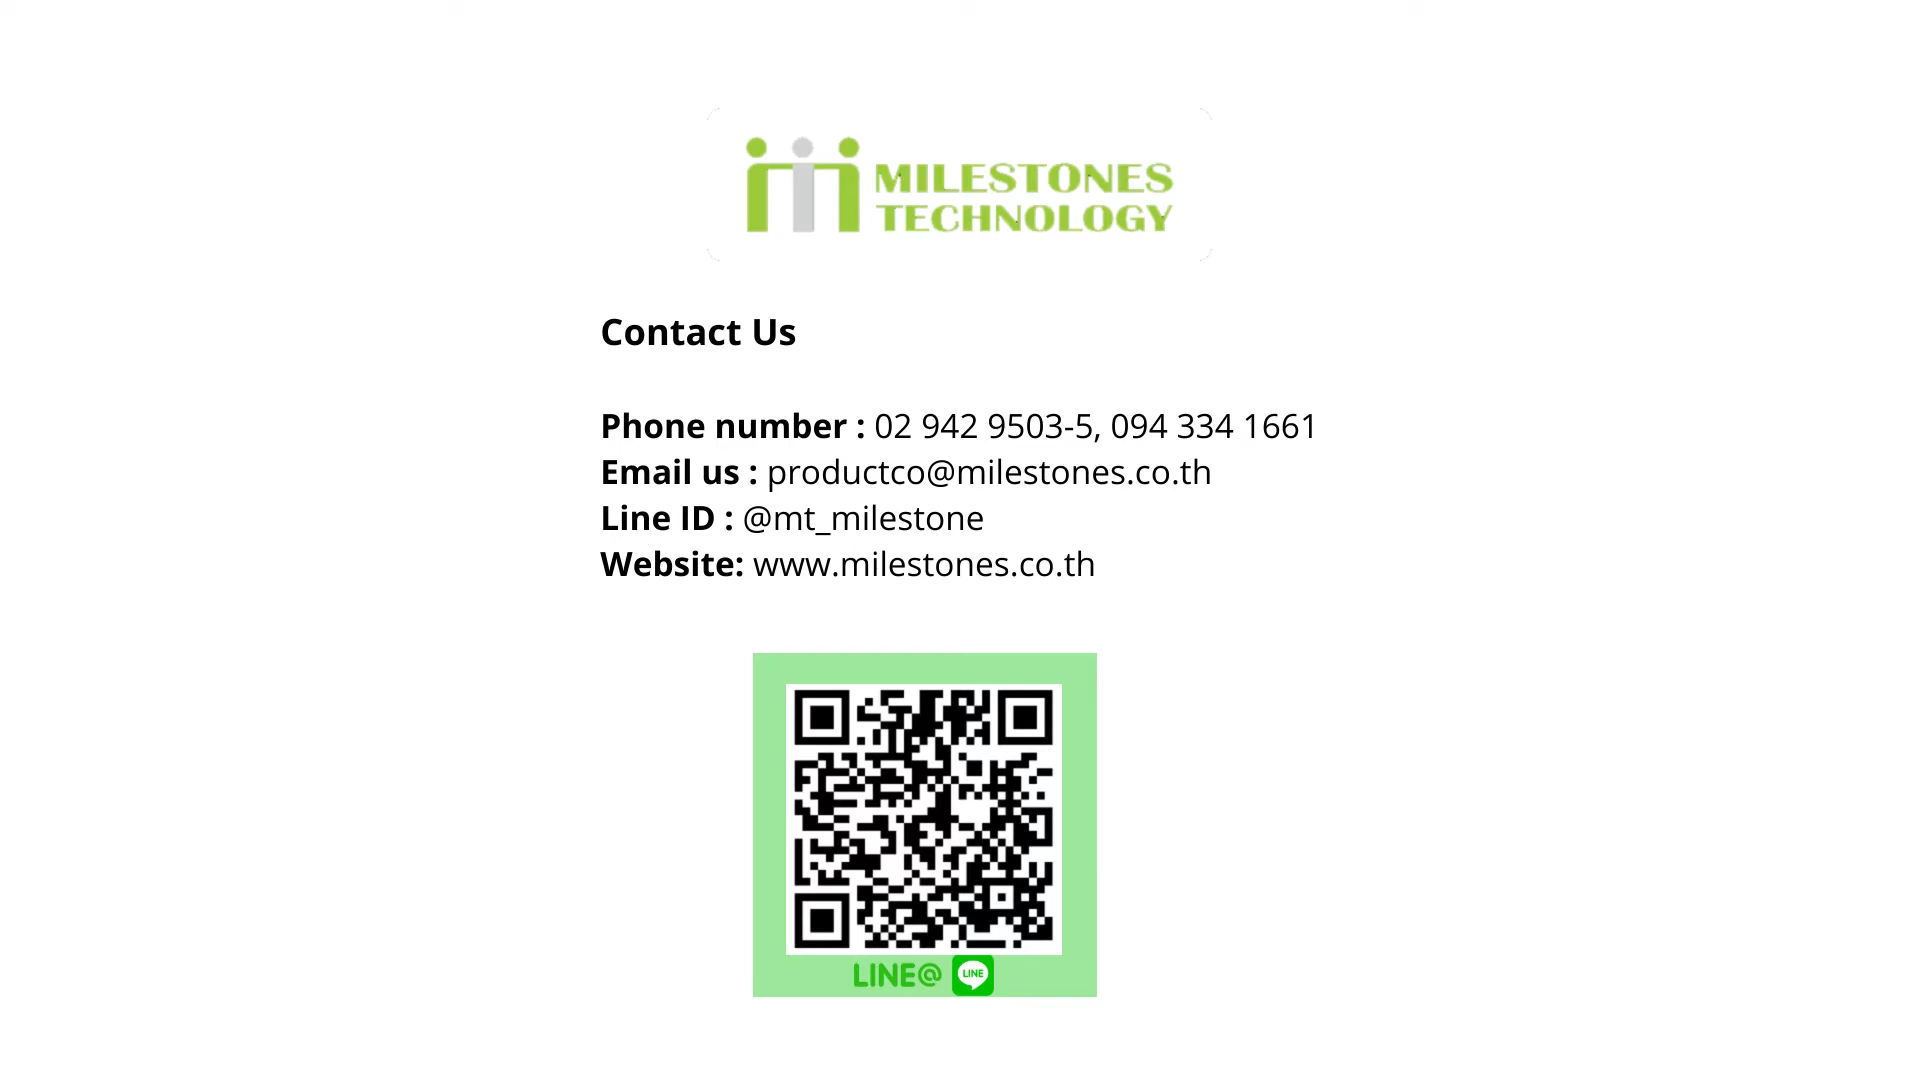 MILESTONES
TECHNOLOGY
Contact Us
Phone number : 02 942 9503-5, 094 334 1661
Email us : productco@milestones.co.th
Line ID : @mt_milestone
Website: www.milestones.co.th
LINE@ LINE